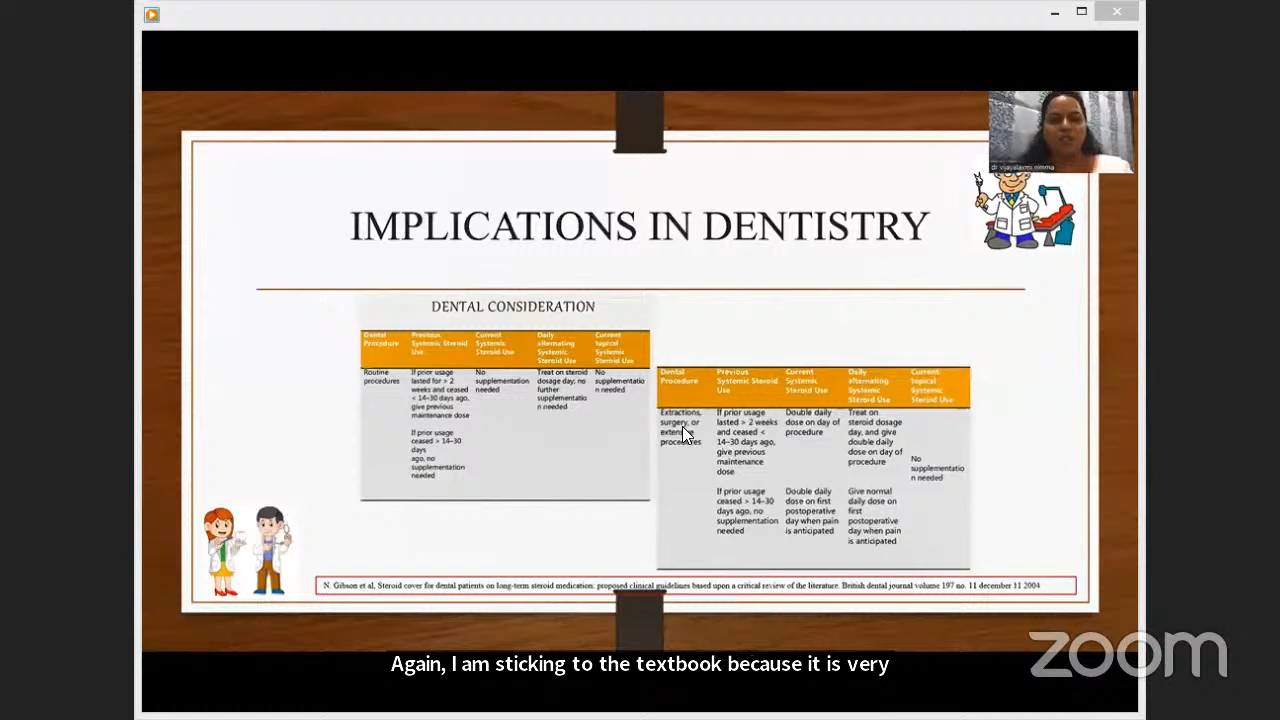 dr vijayalaxmi nimma
IMPLICATIONS IN DENTISTRY
DENTAL CONSIDERATION
Dental Procedure
Previous Systemic Steroid Use
Current Systemic Steroid Use
Daily alternating Systemic Steroid Use
Current topical Systemic Steroid Use
Routine procedures
If prior usage lasted for > 2 weeks and ceased < 14-30 days ago, give previous maintenance dose
If prior usage ceased > 14-30 days ago, no supplementation needed
No supplementation needed
Treat on steroid dosage day; no further supplementatio n needed
No supplementatio n needed
Dental Procedure
Previous Systemic Steroid Use
Current Systemic Steroid Use
Daily alternating Systemic Steroid Use
Current topical Systemic Steroid Use
Extractions, surgery, or extensive procedures
If prior usage lasted > 2 weeks and ceased < 14-30 days ago, give previous maintenance dose
If prior usage ceased > 14-30 days ago, no supplementation needed
Double daily dose on day of procedure
Double daily dose on first postoperative day when pain is anticipated
Treat on steroid dosage day, and give double daily dose on day of procedure
Give normal daily dose on first postoperative day when pain is anticipated
No supplementatio n needed
N. Gibson et al, Steroid cover for dental patients on long-term steroid medication: proposed clinical guidelines based upon a critical review of the literature. British dental journal volume 197 no. 11 december 11 2004
zoom
Again, I am sticking to the textbook because it is very